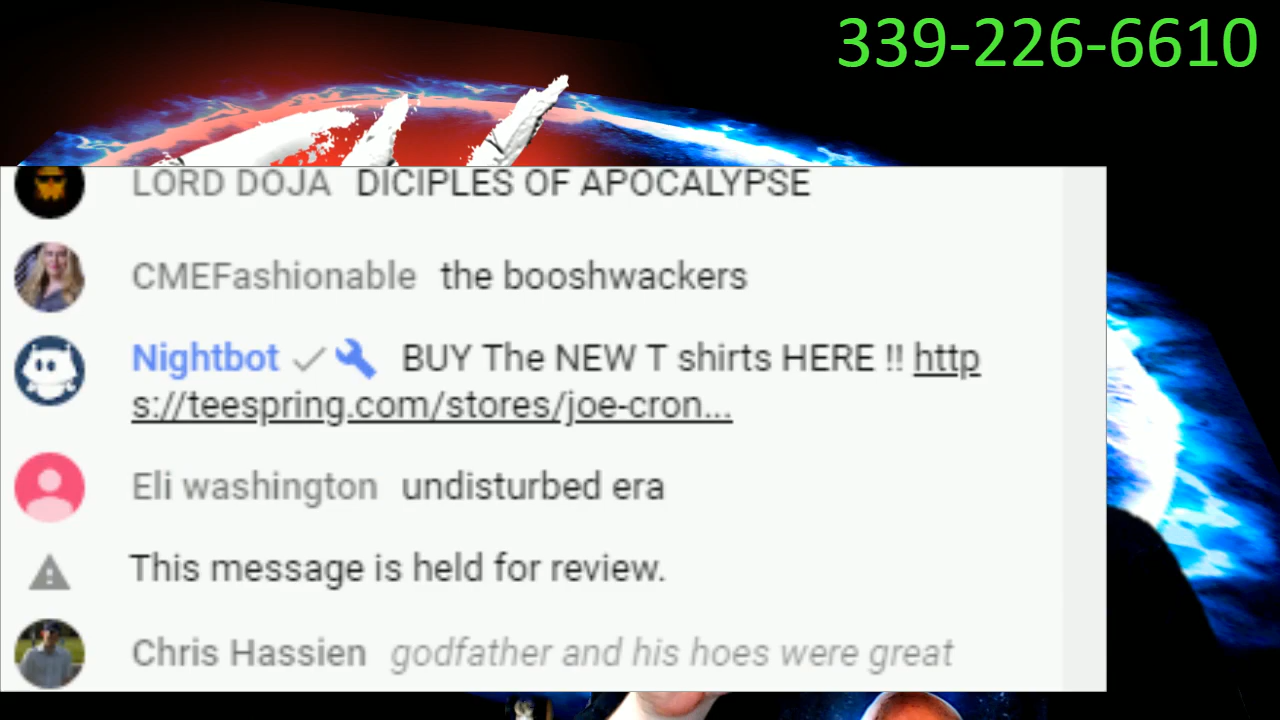 339-226-6610
LORD DOJA DICIPLES OF APOCALYPSE
CMEFashionable the booshwackers
Nightbot BUY The NEW T shirts HERE !! http
s://teespring.com/stores/joe-cron...
Eli washington undisturbed era
This message is held for review.
Chris Hassien godfather and his hoes were great